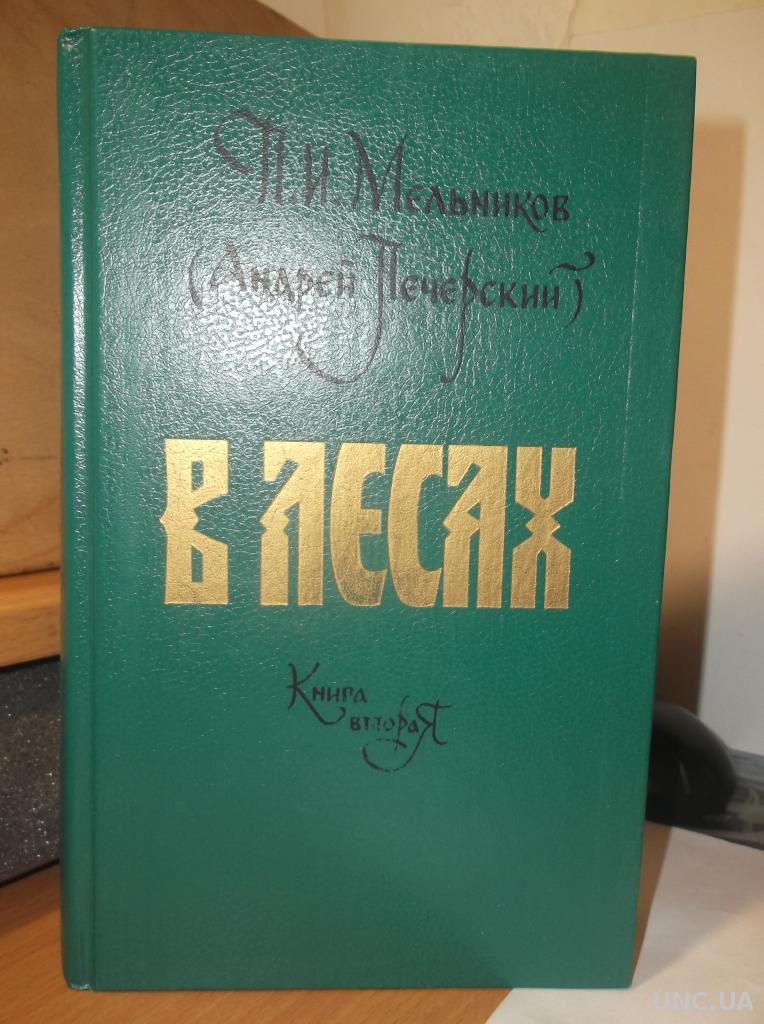 П.И. Мельников
(Андрей Печерский)
В ЛЕСАХ
Книга
вторая
UNC.UA